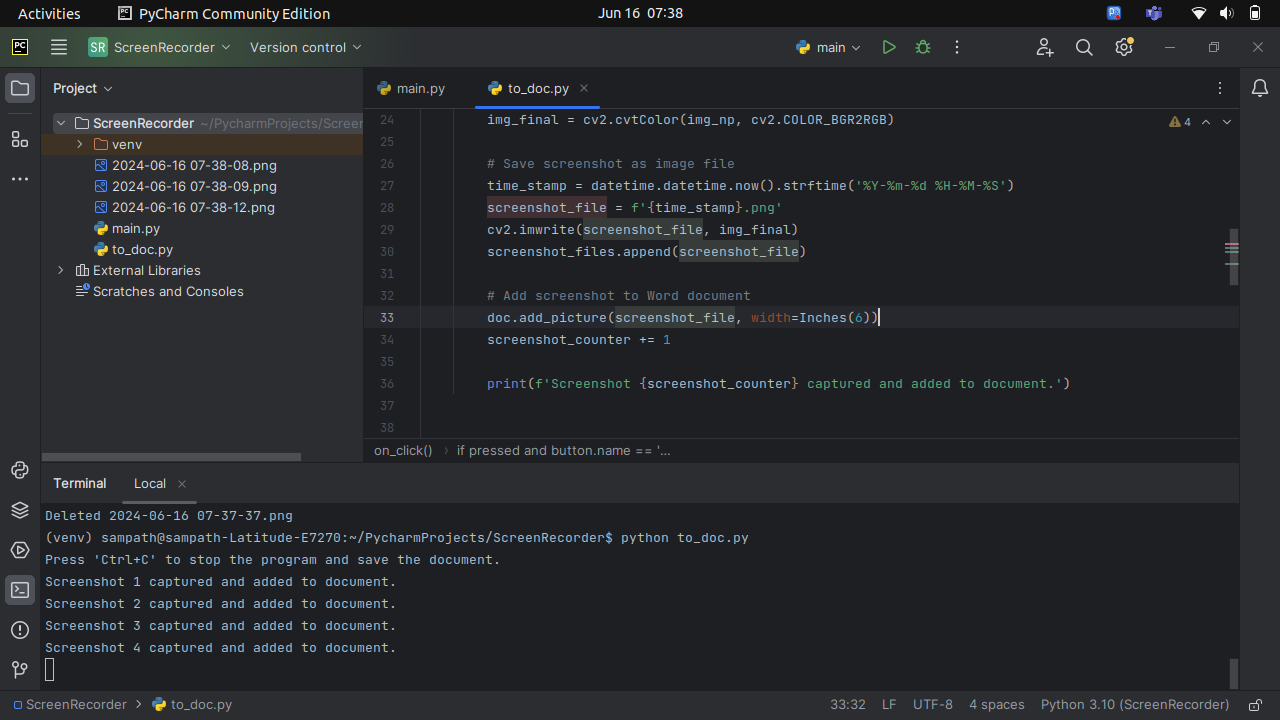 Activities PyCharm Community Edition Jun 16 07:38
PC SR ScreenRecorder Version control main
Project main.py to_doc.py
ScreenRecorder ~/PycharmProjects/Screen
venv
2024-06-16 07-38-08.png
2024-06-16 07-38-09.png
2024-06-16 07-38-12.png
main.py
to_doc.py
External Libraries
Scratches and Consoles
24 img_final = cv2.cvtColor(img_np, cv2.COLOR_BGR2RGB) 4
25
26 # Save screenshot as image file
27 time_stamp = datetime.datetime.now().strftime('%Y-%m-%d %H-%M-%S')
28 screenshot_file = f'{time_stamp}.png'
29 cv2.imwrite(screenshot_file, img_final)
30 screenshot_files.append(screenshot_file)
31
32 # Add screenshot to Word document
33 doc.add_picture(screenshot_file, width=Inches(6))
34 screenshot_counter += 1
35
36 print(f'Screenshot {screenshot_counter} captured and added to document.')
37
38
on_click() if pressed and button.name == '...
Terminal Local
Deleted 2024-06-16 07-37-37.png
(venv) sampath@sampath-Latitude-E7270:~/PycharmProjects/ScreenRecorder$ python to_doc.py
Press 'Ctrl+C' to stop the program and save the document.
Screenshot 1 captured and added to document.
Screenshot 2 captured and added to document.
Screenshot 3 captured and added to document.
Screenshot 4 captured and added to document.
ScreenRecorder to_doc.py 33:32 LF UTF-8 4 spaces Python 3.10 (ScreenRecorder)